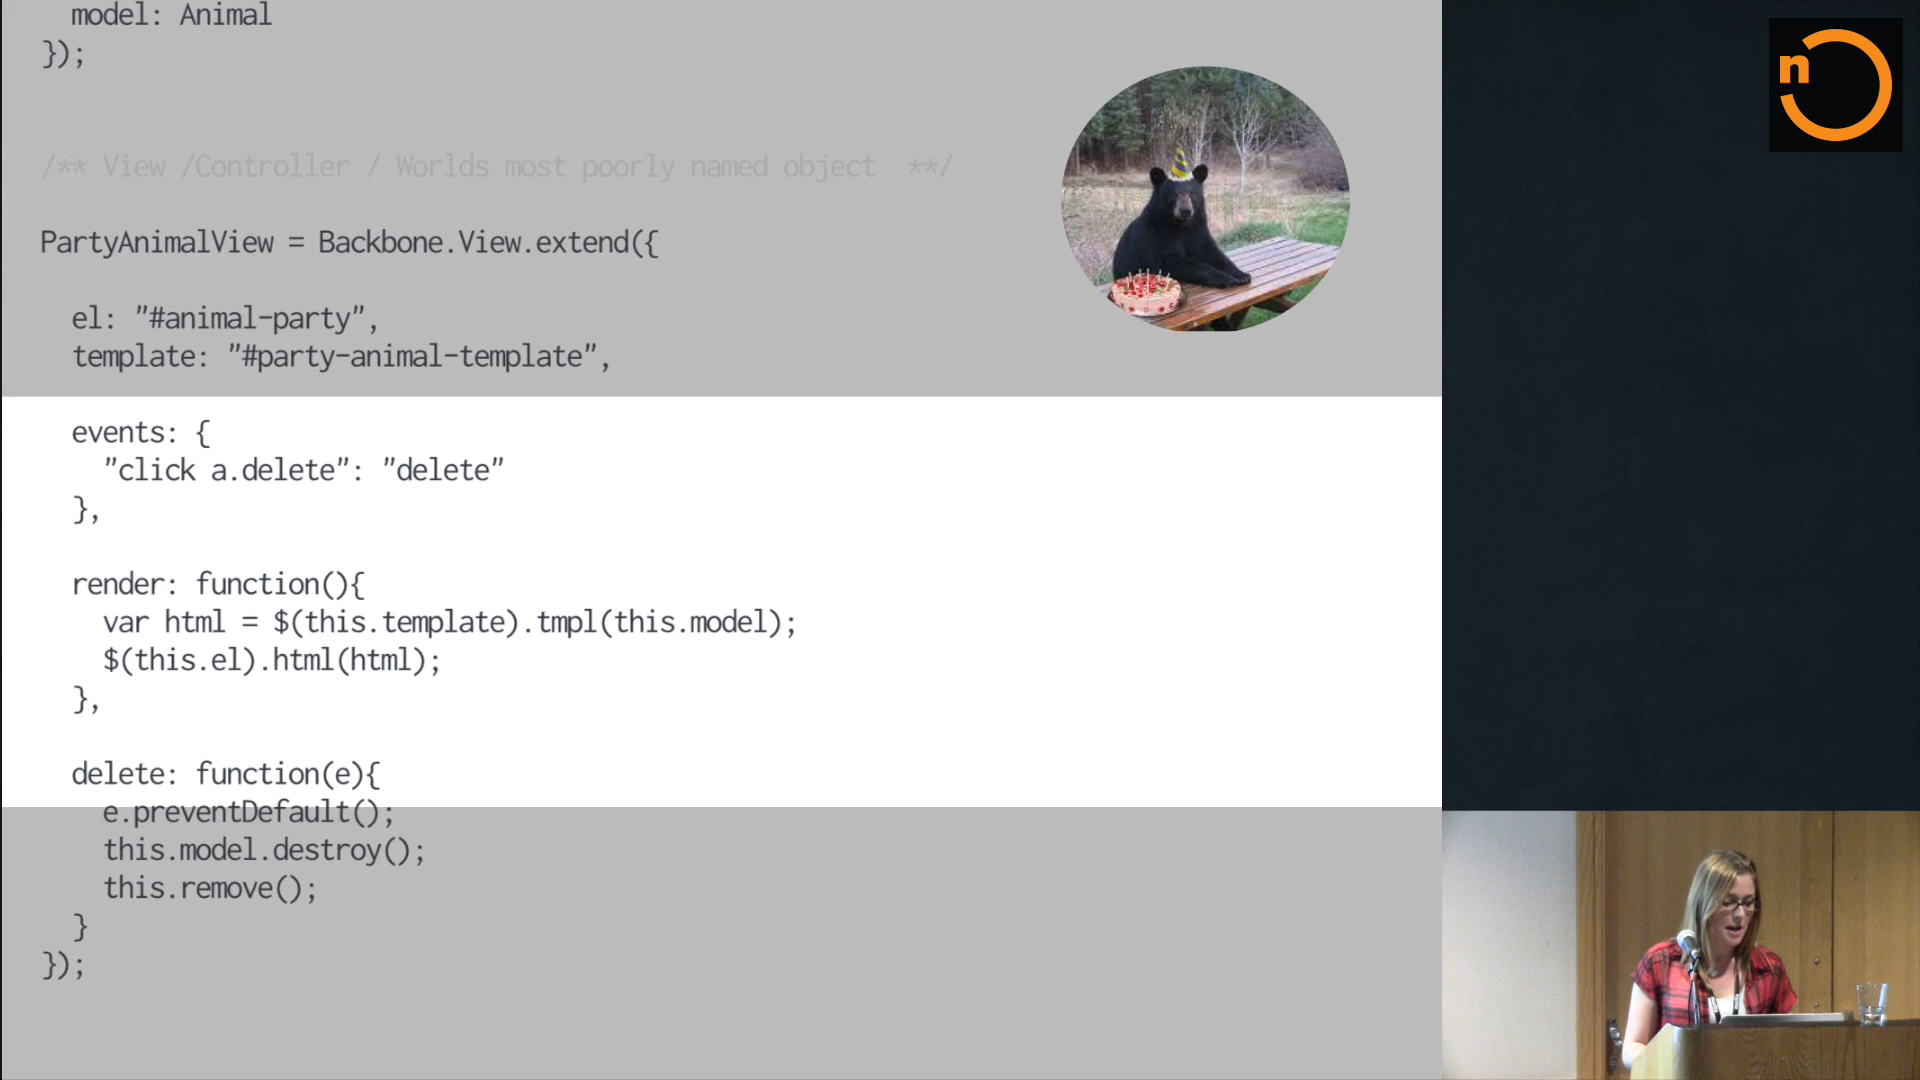 model: Animal
});
/** View /Controller / Worlds most poorly named object  **/
PartyAnimalView = Backbone.View.extend({
el: "#animal-party",
template: "#party-animal-template",
events: {
"click a.delete": "delete"
},
render: function(){
var html = $(this.template).tmpl(this.model);
$(this.el).html(html);
},
delete: function(e){
e.preventDefault();
this.model.destroy();
this.remove();
}
});
n